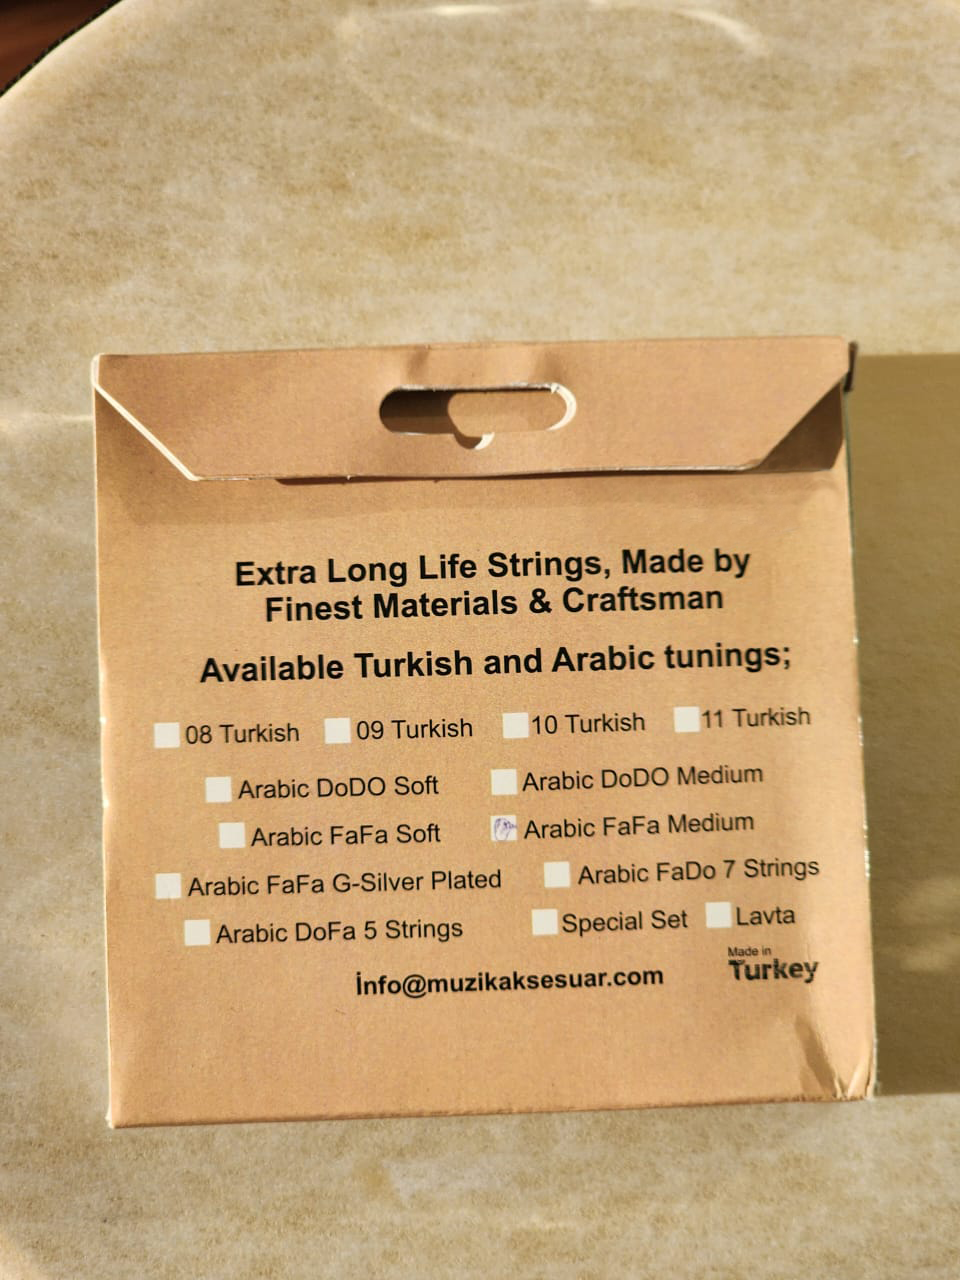 Extra Long Life Strings, Made by
Finest Materials & Craftsman
Available Turkish and Arabic tunings;
08 Turkish 09 Turkish 10 Turkish 11 Turkish
Arabic DoDO Soft Arabic DoDO Medium
Arabic FaFa Soft Arabic FaFa Medium
Arabic FaFa G-Silver Plated Arabic FaDo 7 Strings
Arabic DoFa 5 Strings Special Set Lavta
İnfo@muzikaksesuar.com
Made in
Turkey